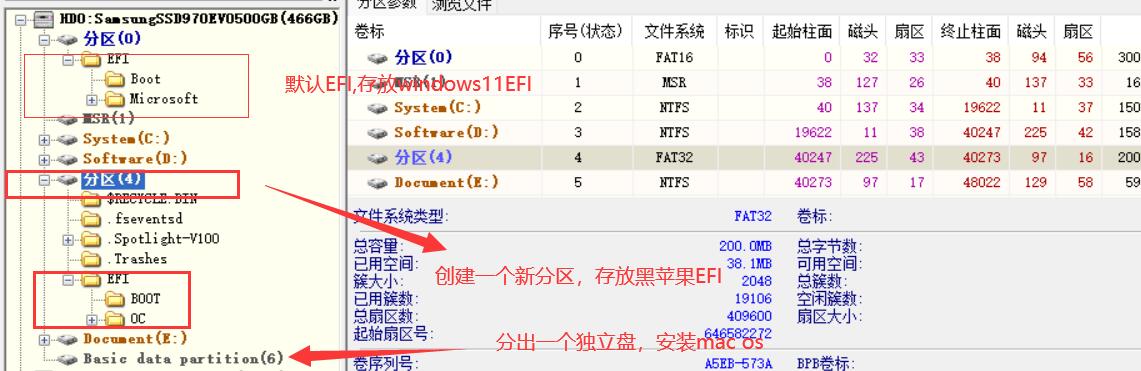 HD0:SamsungSSD970EVO500GB(466GB)
分区(0)
EFI
Boot
Microsoft
MSR(1)
System(C:)
Software(D:)
分区(4)
$RECYCLE.BIN
.fseventsd
.Spotlight-V100
.Trashes
EFI
BOOT
OC
Document(E:)
Basic data partition(6)
默认EFI,存放windows11EFI
创建一个新分区，存放黑苹果EFI
分出一个独立盘，安装mac os
分区参数 浏览文件
卷标 序号(状态) 文件系统 标识 起始柱面 磁头 扇区 终止柱面 磁头 扇区
分区(0) 0 FAT16 0 32 33 38 94 56 300
MSR(1) 1 MSR 38 127 26 40 137 33 16
System(C:) 2 NTFS 40 137 34 19622 11 37 150
Software(D:) 3 NTFS 19622 11 38 40247 225 42 158
分区(4) 4 FAT32 40247 225 43 40273 97 16 200
Document(E:) 5 NTFS 40273 97 17 48022 129 58 59
文件系统类型: FAT32 卷标:
总容量: 200.0MB 总字节数:
已用空间: 38.1MB 可用空间:
簇大小: 2048 总簇数:
已用簇数: 19106 空闲簇数:
总扇区数: 409600 扇区大小:
起始扇区号: 646582272
卷序列号: A5EB-573A BPB卷标: